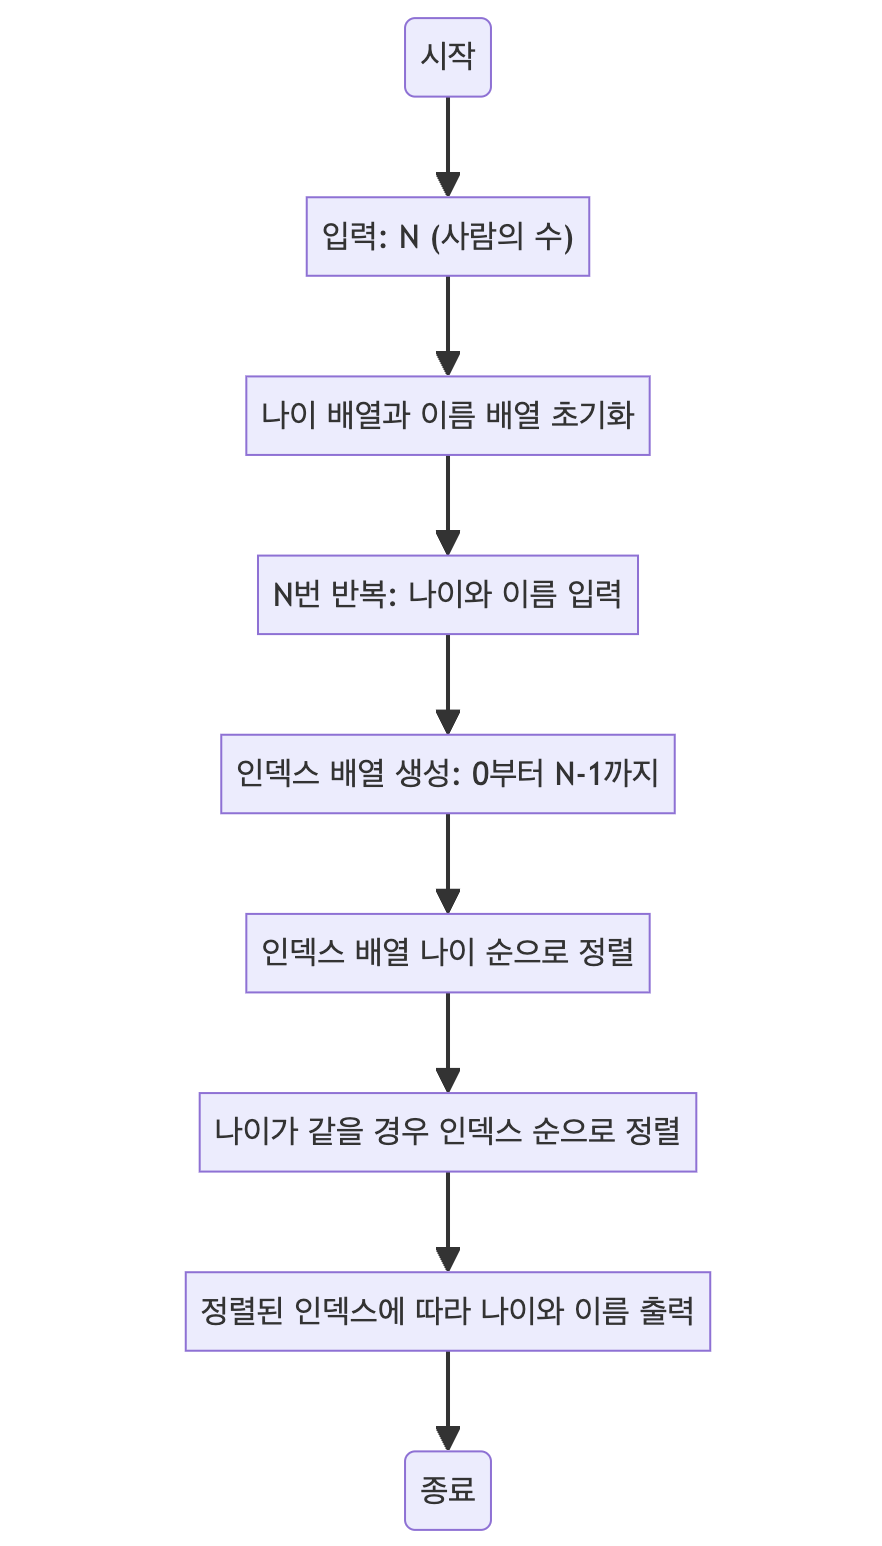 시작
입력: N (사람의 수)
나이 배열과 이름 배열 초기화
N번 반복: 나이와 이름 입력
인덱스 배열 생성: 0부터 N-1까지
인덱스 배열 나이 순으로 정렬
나이가 같을 경우 인덱스 순으로 정렬
정렬된 인덱스에 따라 나이와 이름 출력
종료